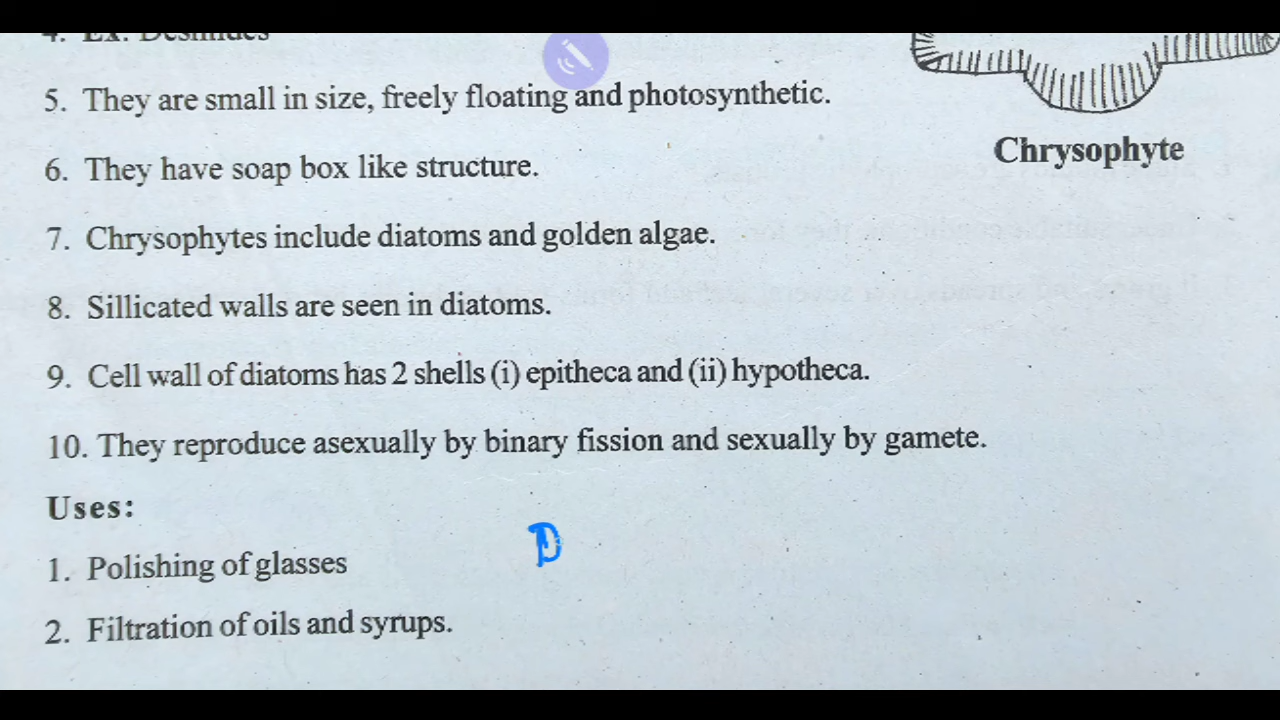 4. Ex: Desmides
5. They are small in size, freely floating and photosynthetic.
Chrysophyte
6. They have soap box like structure.
7. Chrysophytes include diatoms and golden algae.
8. Sillicated walls are seen in diatoms.
9. Cell wall of diatoms has 2 shells (i) epitheca and (ii) hypotheca.
10. They reproduce asexually by binary fission and sexually by gamete.
Uses:
D
1. Polishing of glasses
2. Filtration of oils and syrups.